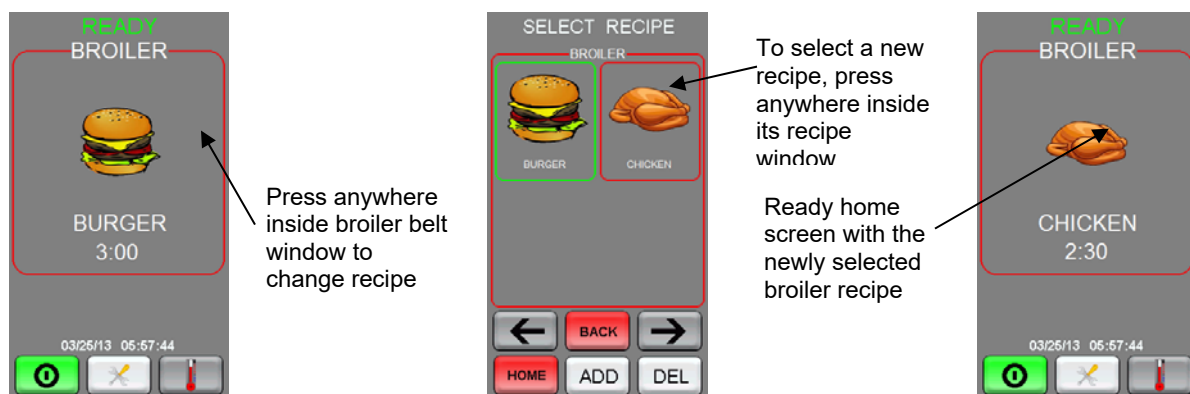 READY
BROILER
BURGER
3:00
03/25/13 05:57:44
Press anywhere
inside broiler belt
window to
change recipe
SELECT RECIPE
BROILER
BURGER
CHICKEN
BACK
HOME
ADD
DEL
To select a new
recipe, press
anywhere inside
its recipe
window
Ready home
screen with the
newly selected
broiler recipe
READY
BROILER
CHICKEN
2:30
03/25/13 05:57:44